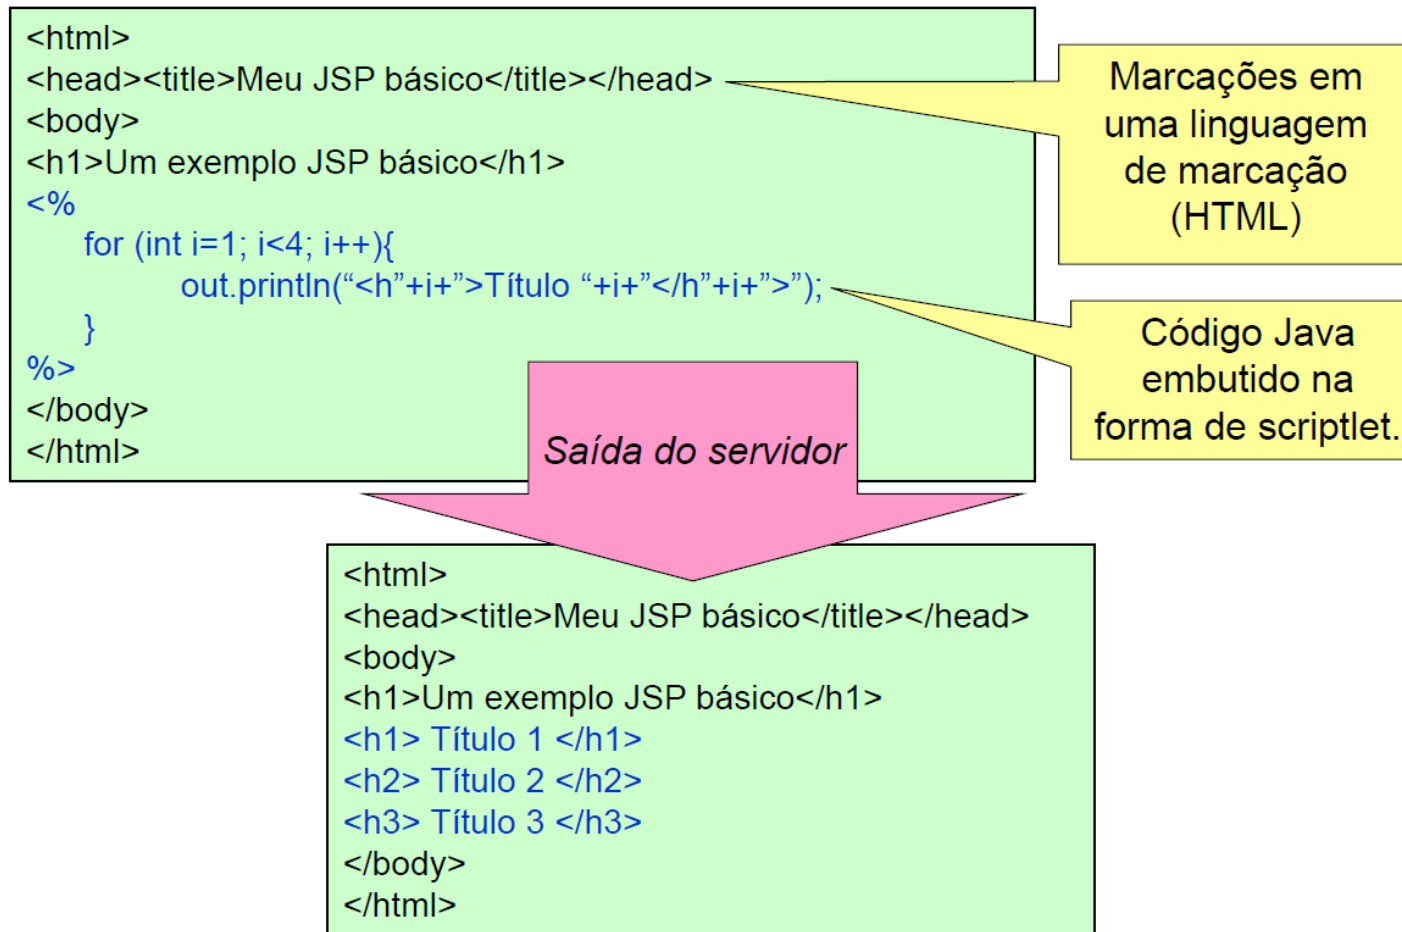 <html>
<head><title>Meu JSP básico</title></head>
<body>
<h1>Um exemplo JSP básico</h1>
<%
for (int i=1; i<4; i++){
out.println(“<h”+i+”>Título “+i+”</h”+i+”>”);
}
%>
</body>
</html>
Marcações em
uma linguagem
de marcação
(HTML)
Código Java
embutido na
forma de scriptlet.
Saída do servidor
<html>
<head><title>Meu JSP básico</title></head>
<body>
<h1>Um exemplo JSP básico</h1>
<h1> Título 1 </h1>
<h2> Título 2 </h2>
<h3> Título 3 </h3>
</body>
</html>